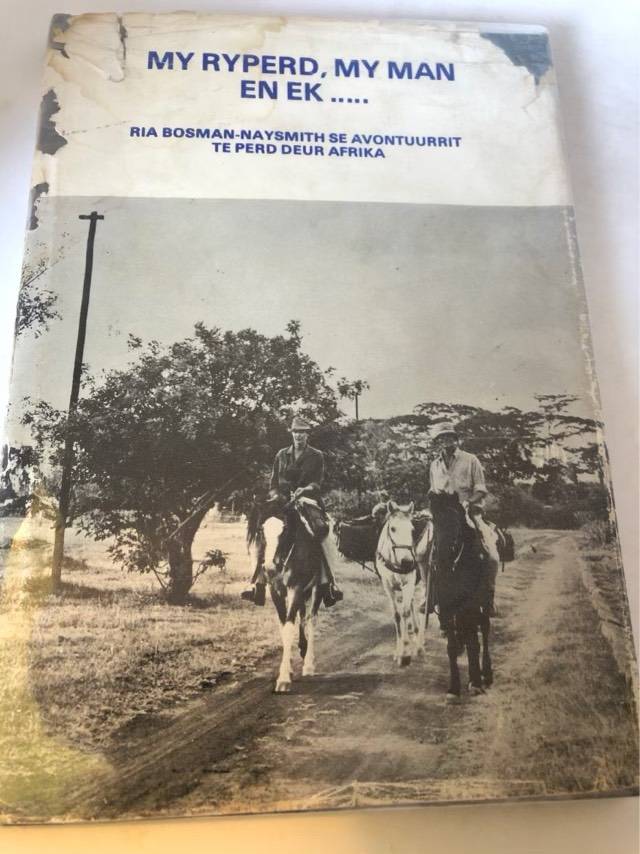 MY RYPERD, MY MAN
EN EK .....
RIA BOSMAN-NAYSMITH SE AVONTUURRIT
TE PERD DEUR AFRIKA